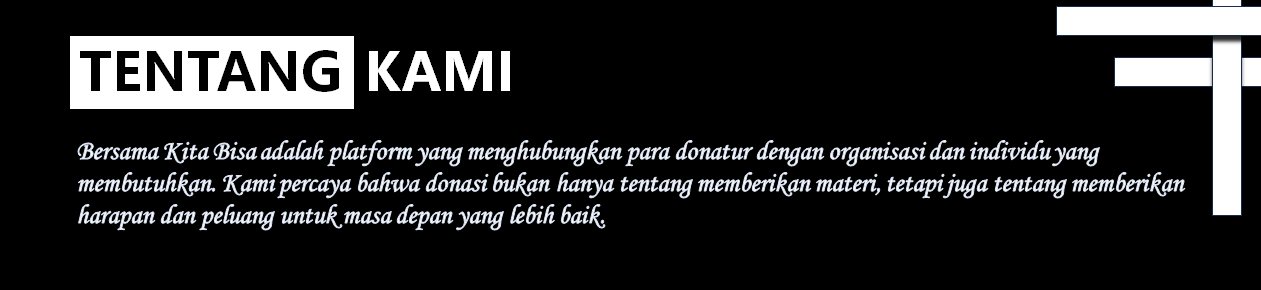 TENTANG KAMI
Bersama Kita Bisa adalah platform yang menghubungkan para donatur dengan organisasi dan individu yang
membutuhkan. Kami percaya bahwa donasi bukan hanya tentang memberikan materi, tetapi juga tentang memberikan
harapan dan peluang untuk masa depan yang lebih baik.